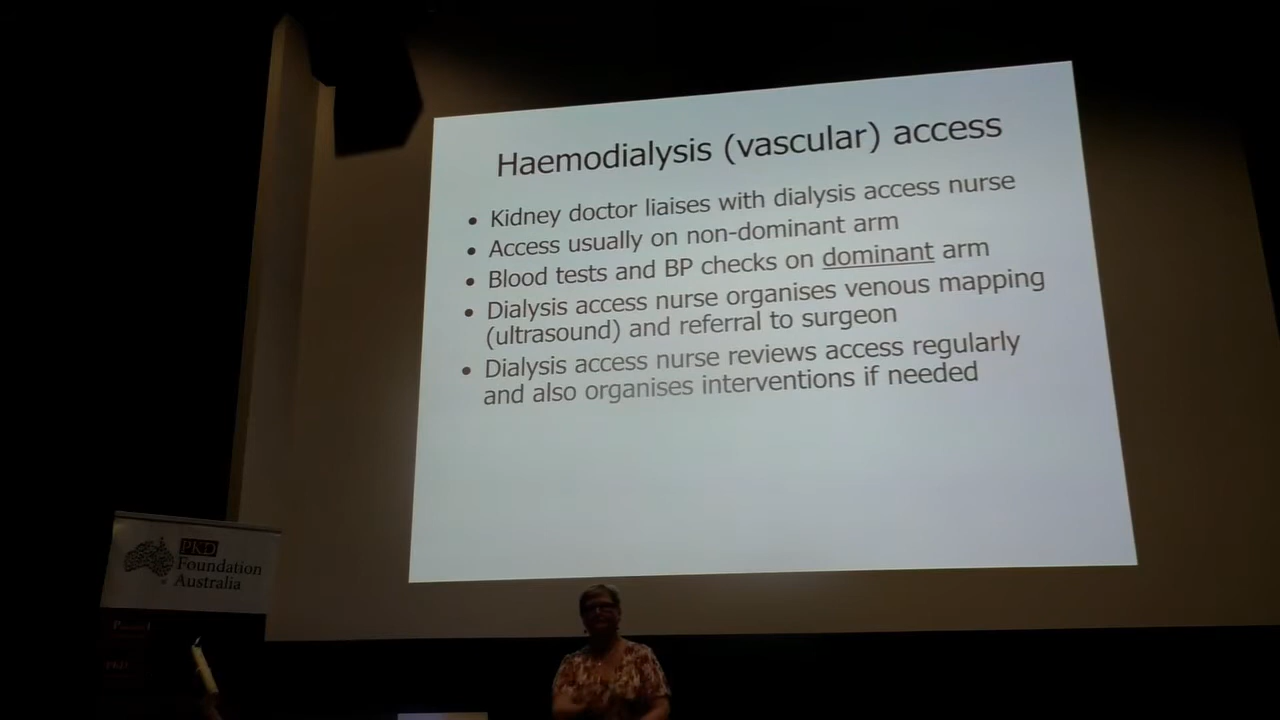 Haemodialysis (vascular) access
• Kidney doctor liaises with dialysis access nurse
• Access usually on non-dominant arm
• Blood tests and BP checks on dominant arm
• Dialysis access nurse organises venous mapping
(ultrasound) and referral to surgeon
• Dialysis access nurse reviews access regularly
and also organises interventions if needed
PKD
Foundation
Australia
PKD